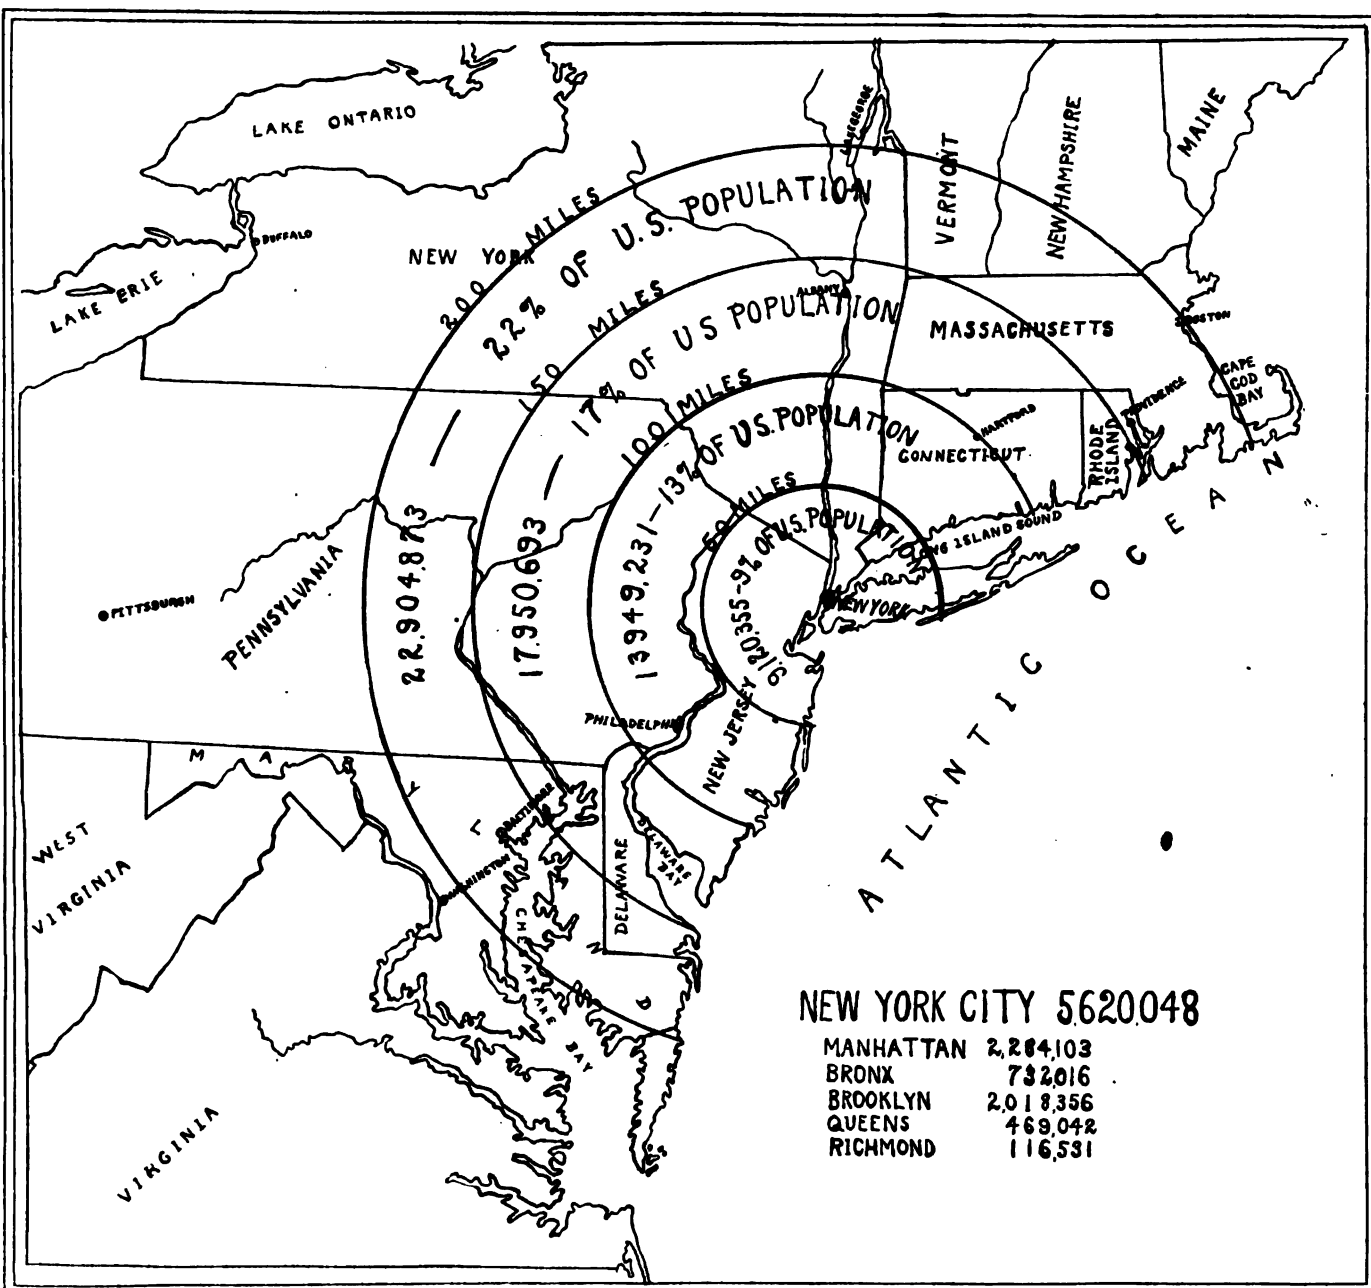 LAKE ONTARIO
LAKE GEORGE
VERMONT
NEW HAMPSHIRE
MAINE
BUFFALO
LAKE ERIE
NEW YORK
200 MILES
22% OF U.S. POPULATION
22.904.873
150 MILES
17% OF US POPULATION
17.950.693
100 MILES
13949.231-13% OF U.S. POPULATION
50 MILES
9,120,355-9% OF U.S. POPULATION
ALBANY
MASSACHUSETTS
BOSTON
CAPE COD BAY
HARTFORD
PROVIDENCE
CONNECTICUT
RHODE ISLAND
LONG ISLAND SOUND
NEW YORK
PITTSBURGH
PENNSYLVANIA
PHILADELPHIA
NEW JERSEY
ATLANTIC OCEAN
MARYLAND
BALTIMORE
WASHINGTON
DELAWARE
DELAWARE BAY
CHESAPEAKE BAY
WEST VIRGINIA
VIRGINIA
NEW YORK CITY 5,620,048
MANHATTAN 2,284,103
BRONX 732,016
BROOKLYN 2,018,356
QUEENS 469,042
RICHMOND 116,531